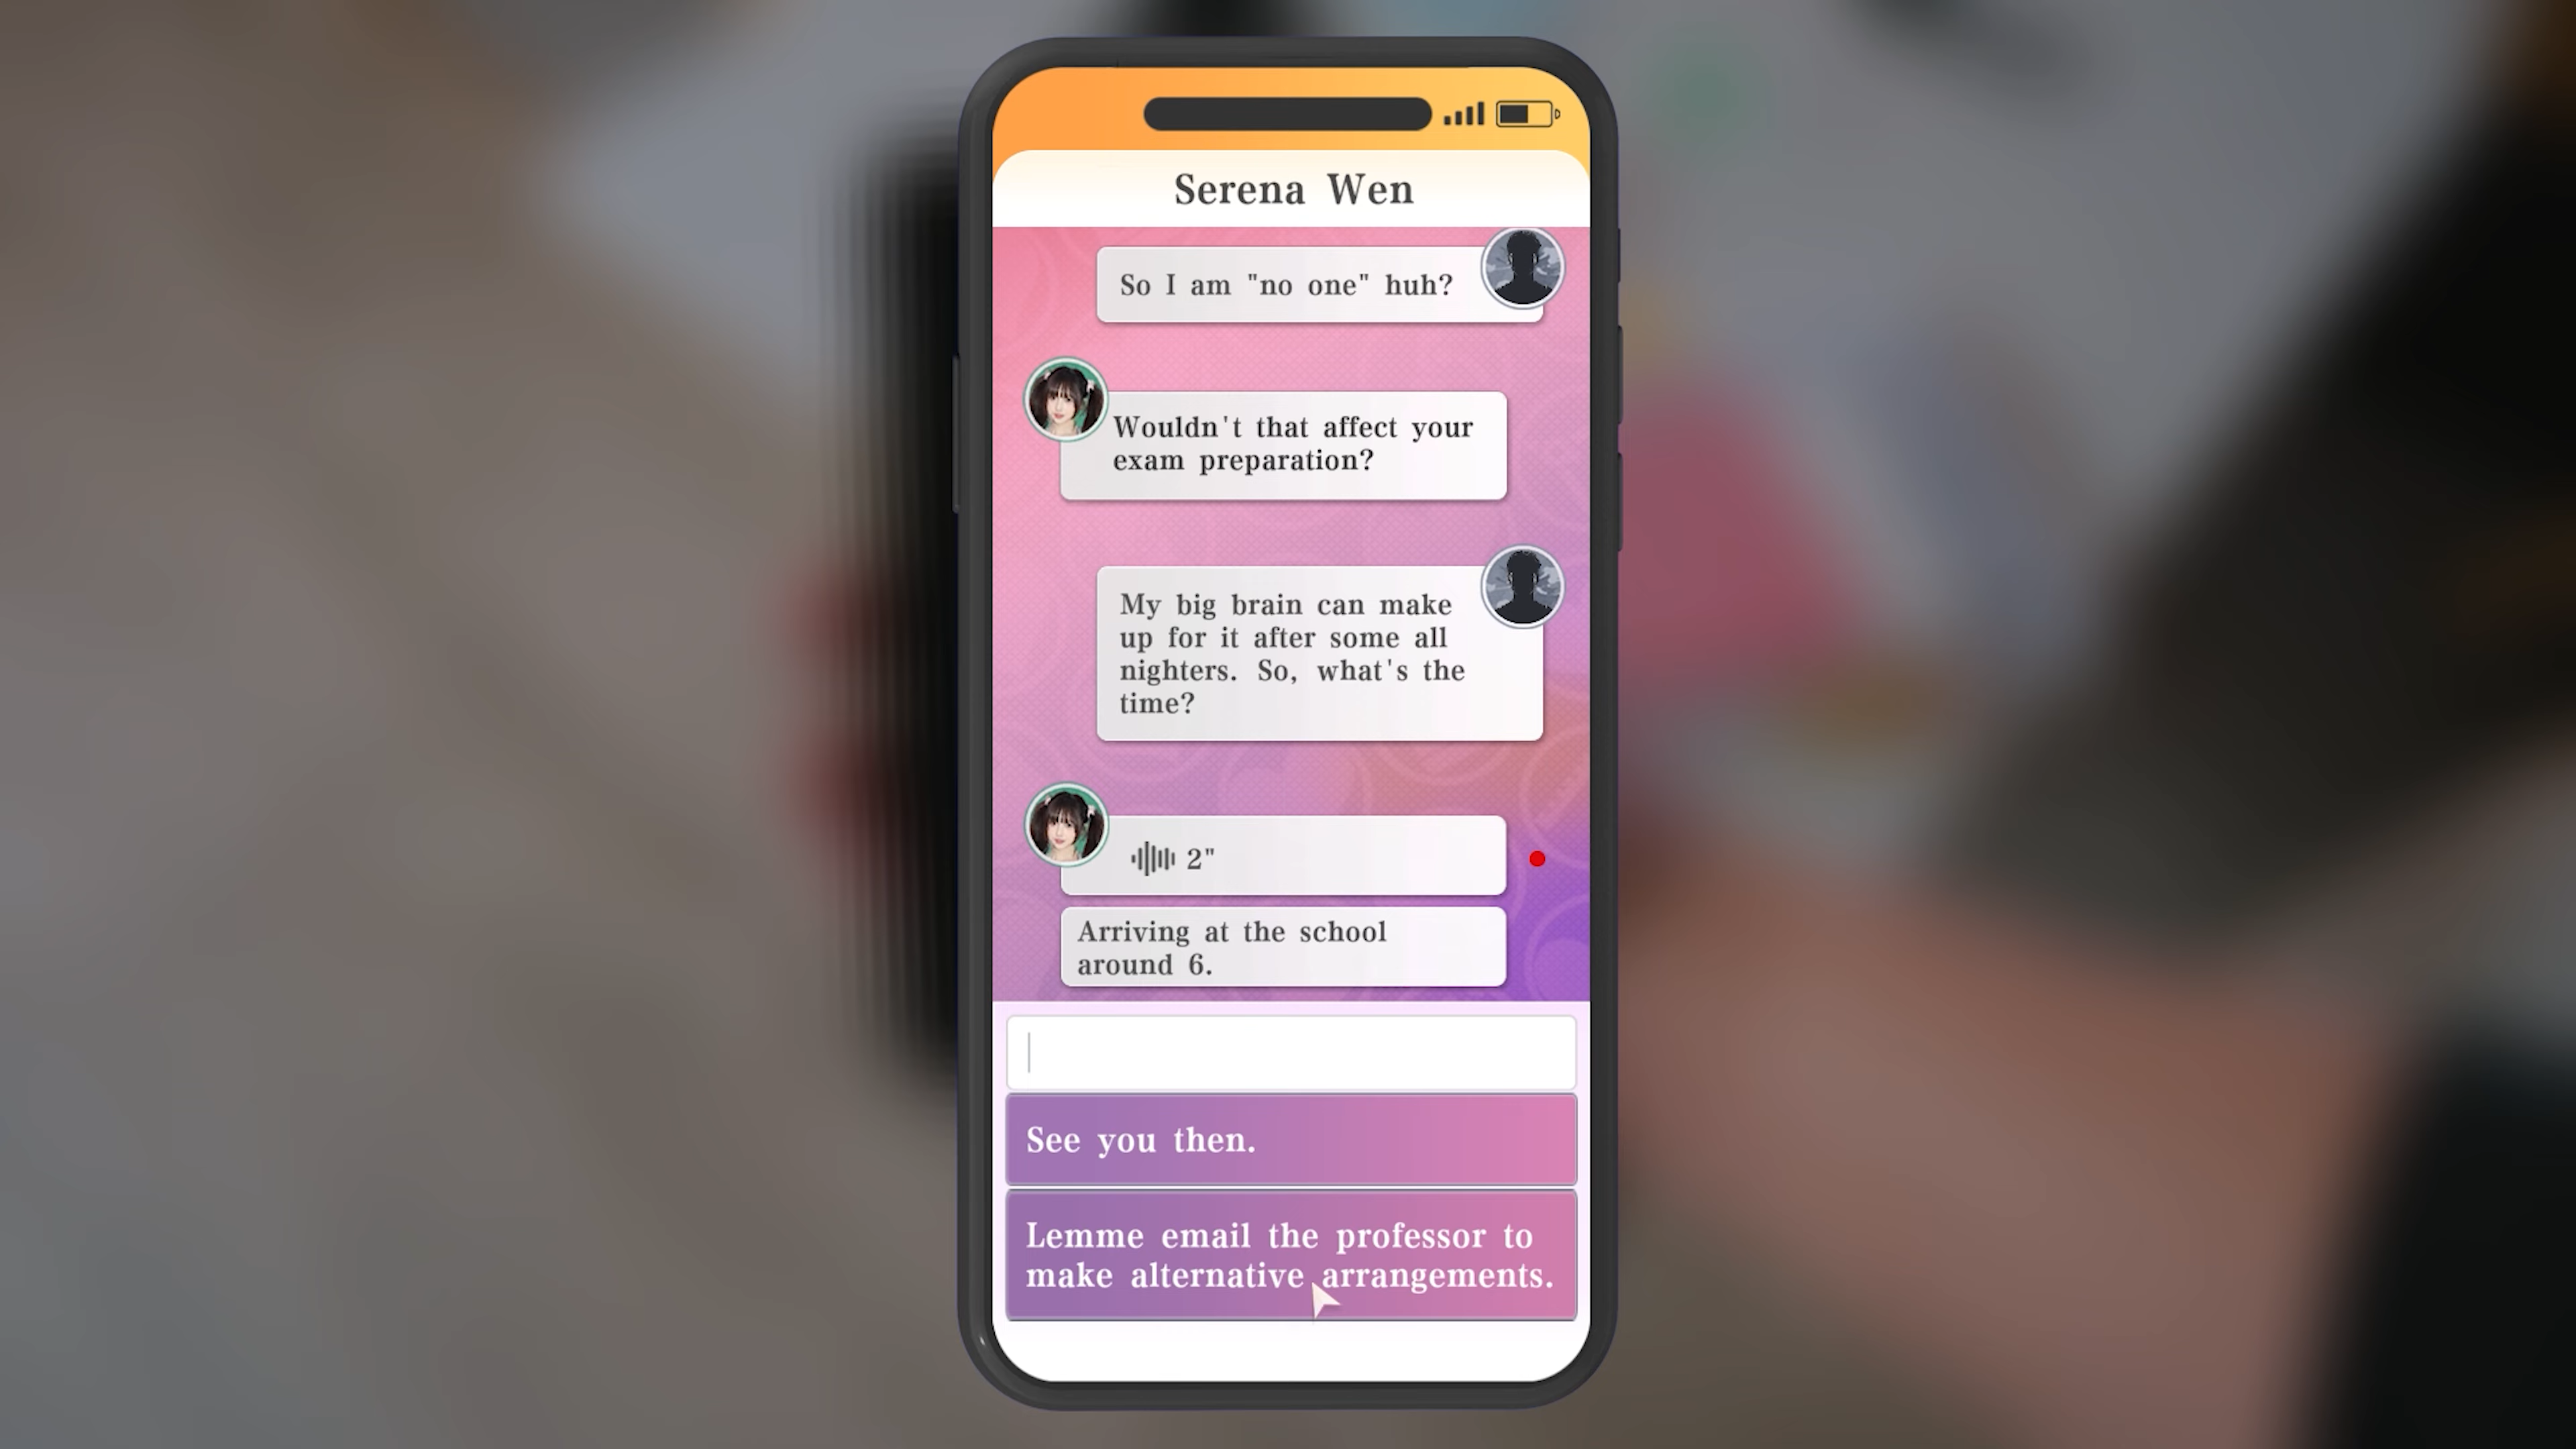 Serena Wen
So I am "no one" huh?
Wouldn't that affect your
exam preparation?
My big brain can make
up for it after some all
nighters. So, what's the
time?
2"
Arriving at the school
around 6.
See you then.
Lemme email the professor to
make alternative arrangements.